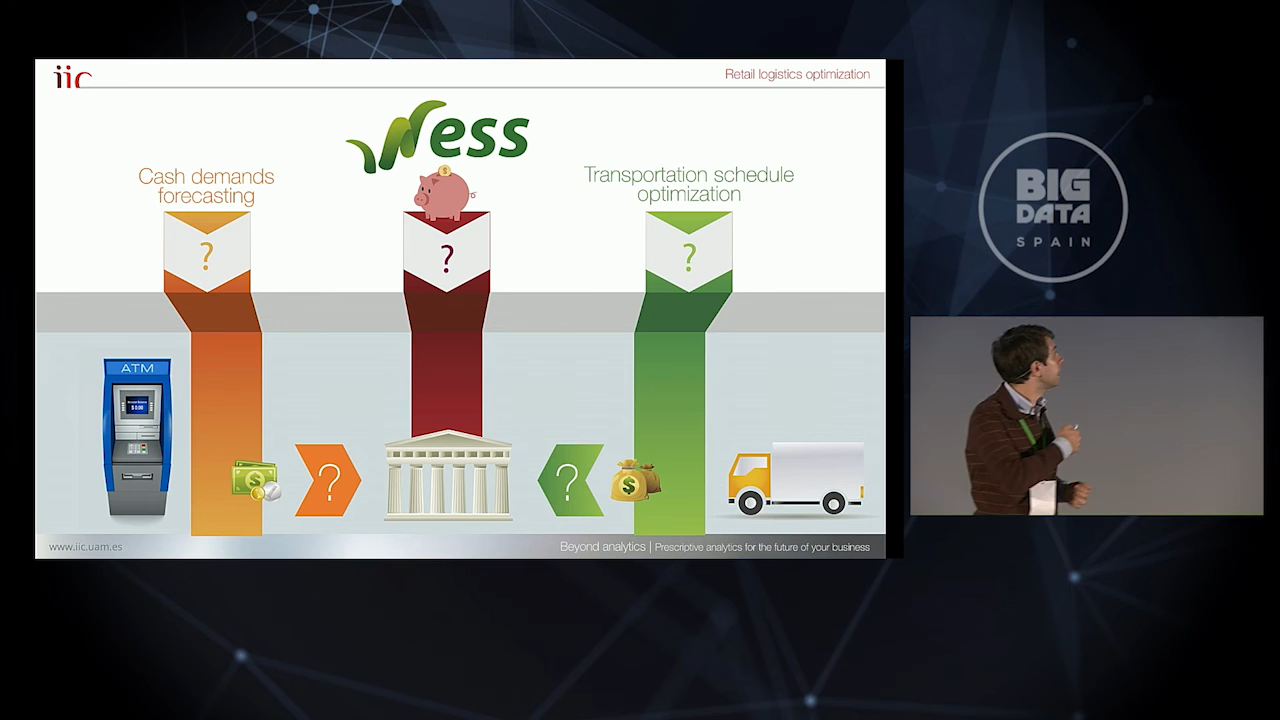 iic
Retail logistics optimization
Ness
Cash demands
forecasting
Transportation schedule
optimization
?
?
?
ATM
$
?
?
$
www.iic.uam.es
Beyond analytics | Prescriptive analytics for the future of your business
BIG
DATA
SPAIN